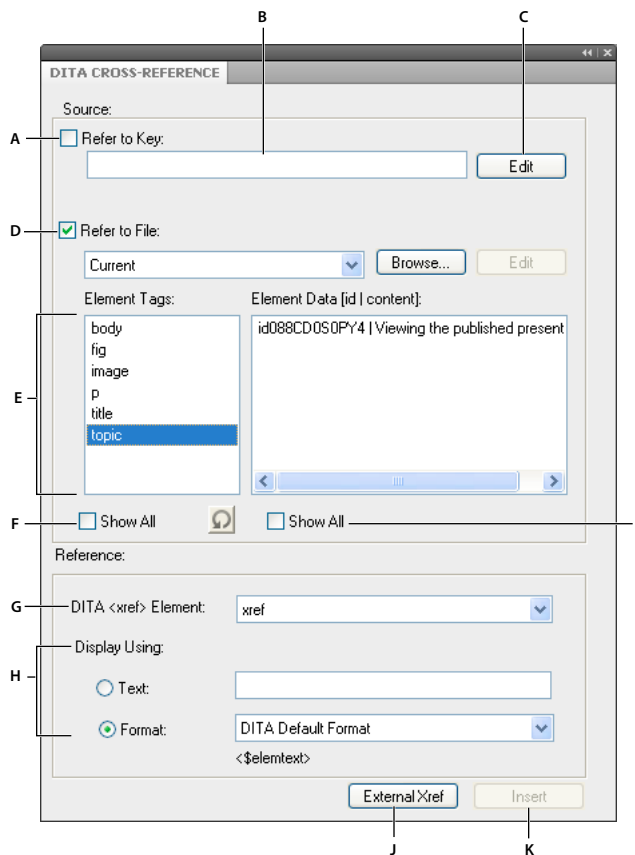 B
C
DITA CROSS-REFERENCE
Source:
A
Refer to Key:
Edit
D
Refer to File:
Current
Browse...
Edit
Element Tags:
Element Data [id | content]:
body
id088CD0S0PY4 | Viewing the published present
fig
image
E
p
title
topic
F
Show All
Show All
Reference:
G
DITA <xref> Element:
xref
Display Using:
H
Text:
Format:
DITA Default Format
<$elemtext>
External Xref
Insert
J
K